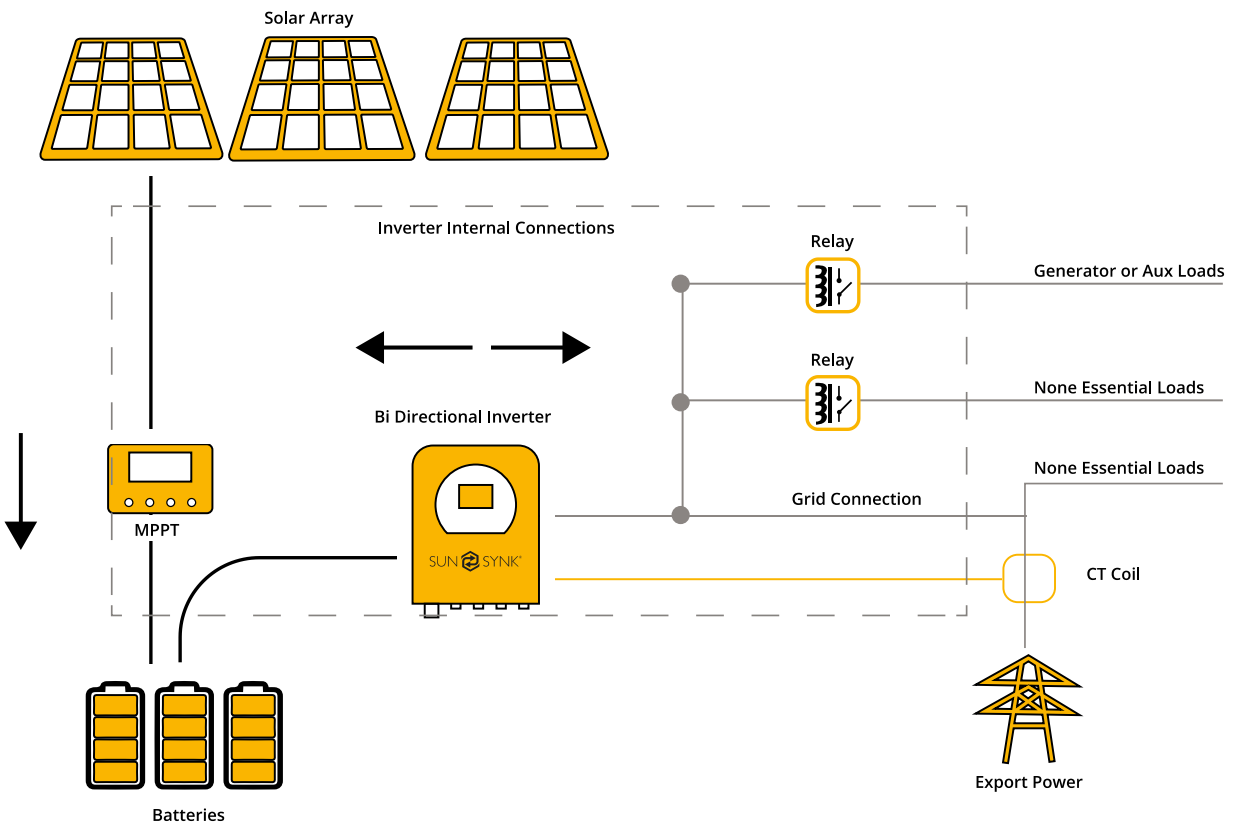 Solar Array
Inverter Internal Connections
Relay
Generator or Aux Loads
Relay
None Essential Loads
Bi Directional Inverter
None Essential Loads
Grid Connection
MPPT
SUN SYNK®
CT Coil
Export Power
Batteries